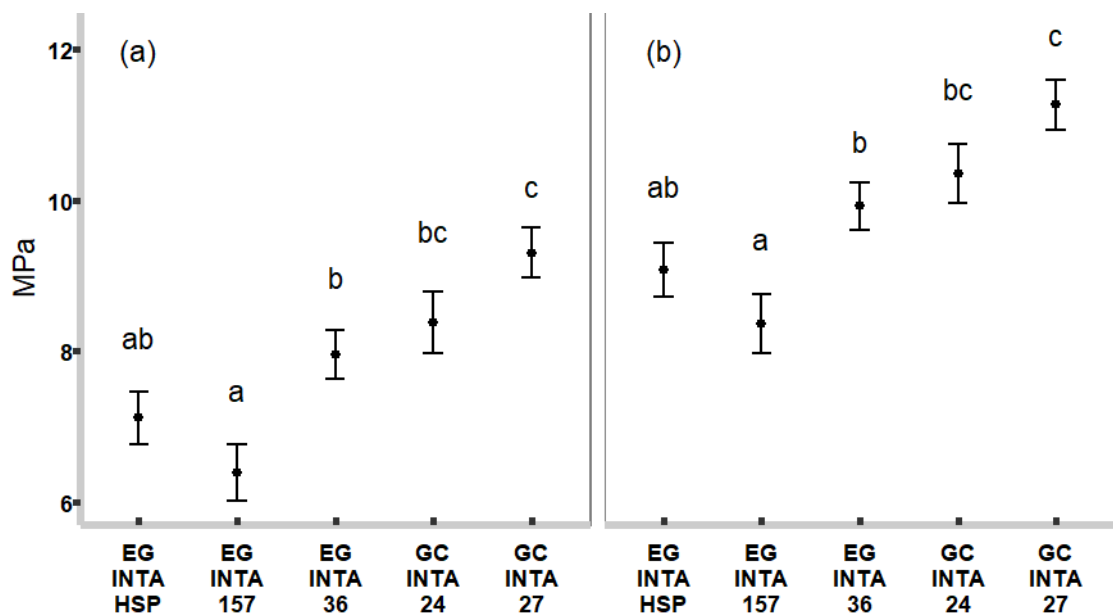 (a)
(b)
MPa
12
10
8
6
ab
a
b
bc
c
ab
a
b
bc
c
EG INTA HSP
EG INTA 157
EG INTA 36
GC INTA 24
GC INTA 27
EG INTA HSP
EG INTA 157
EG INTA 36
GC INTA 24
GC INTA 27